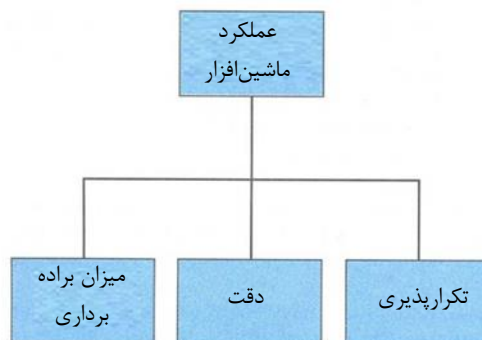 عملکرد
ماشین‌افزار
تکرارپذیری
دقت
میزان براده
برداری